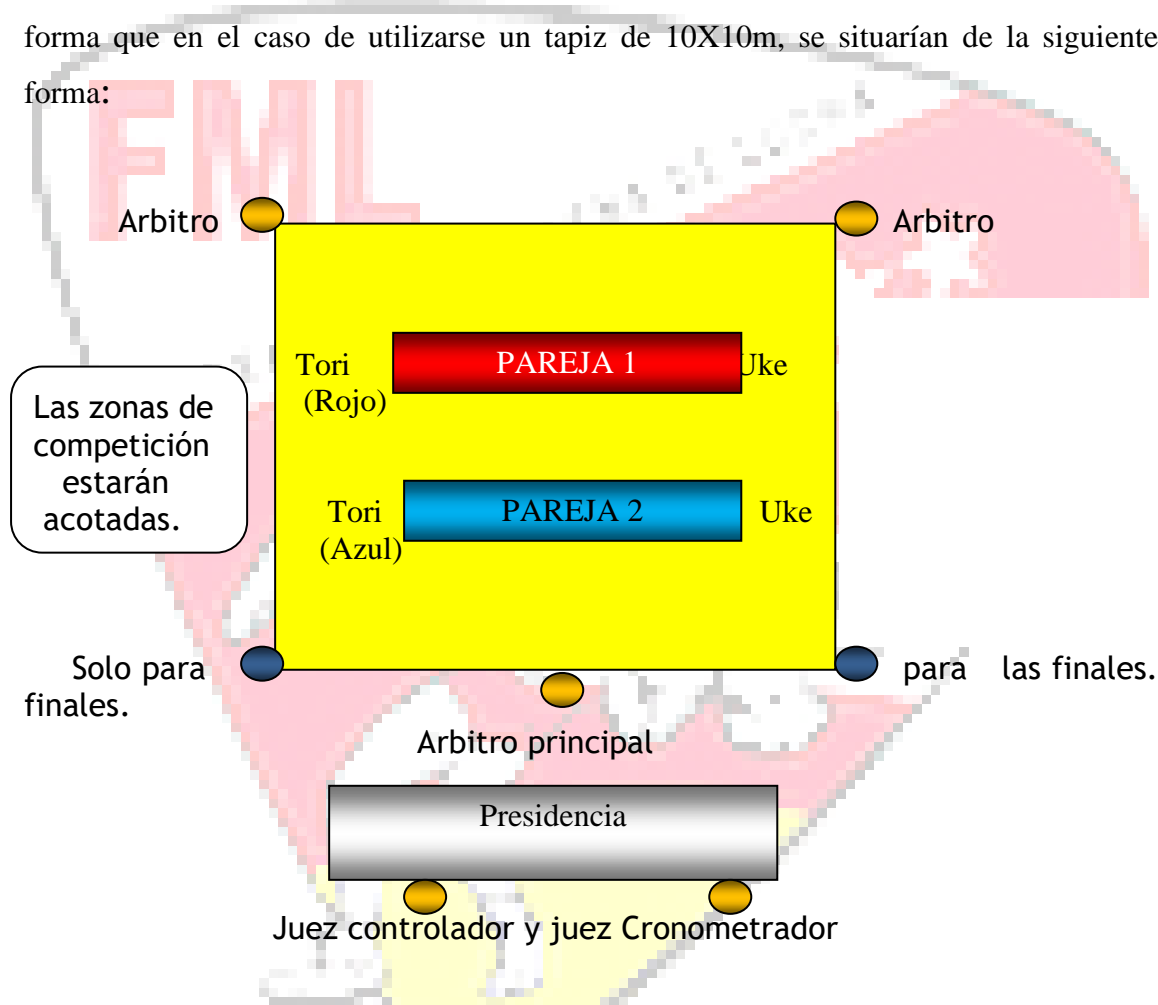 forma que en el caso de utilizarse un tapiz de 10X10m, se situarían de la siguiente
forma:
FML
Arbitro
Arbitro
Tori
PAREJA 1
Uke
(Rojo)
Las zonas de
competición
estarán
acotadas.
Tori
PAREJA 2
Uke
(Azul)
Solo para
finales.
para las finales.
Arbitro principal
Presidencia
Juez controlador y juez Cronometrador